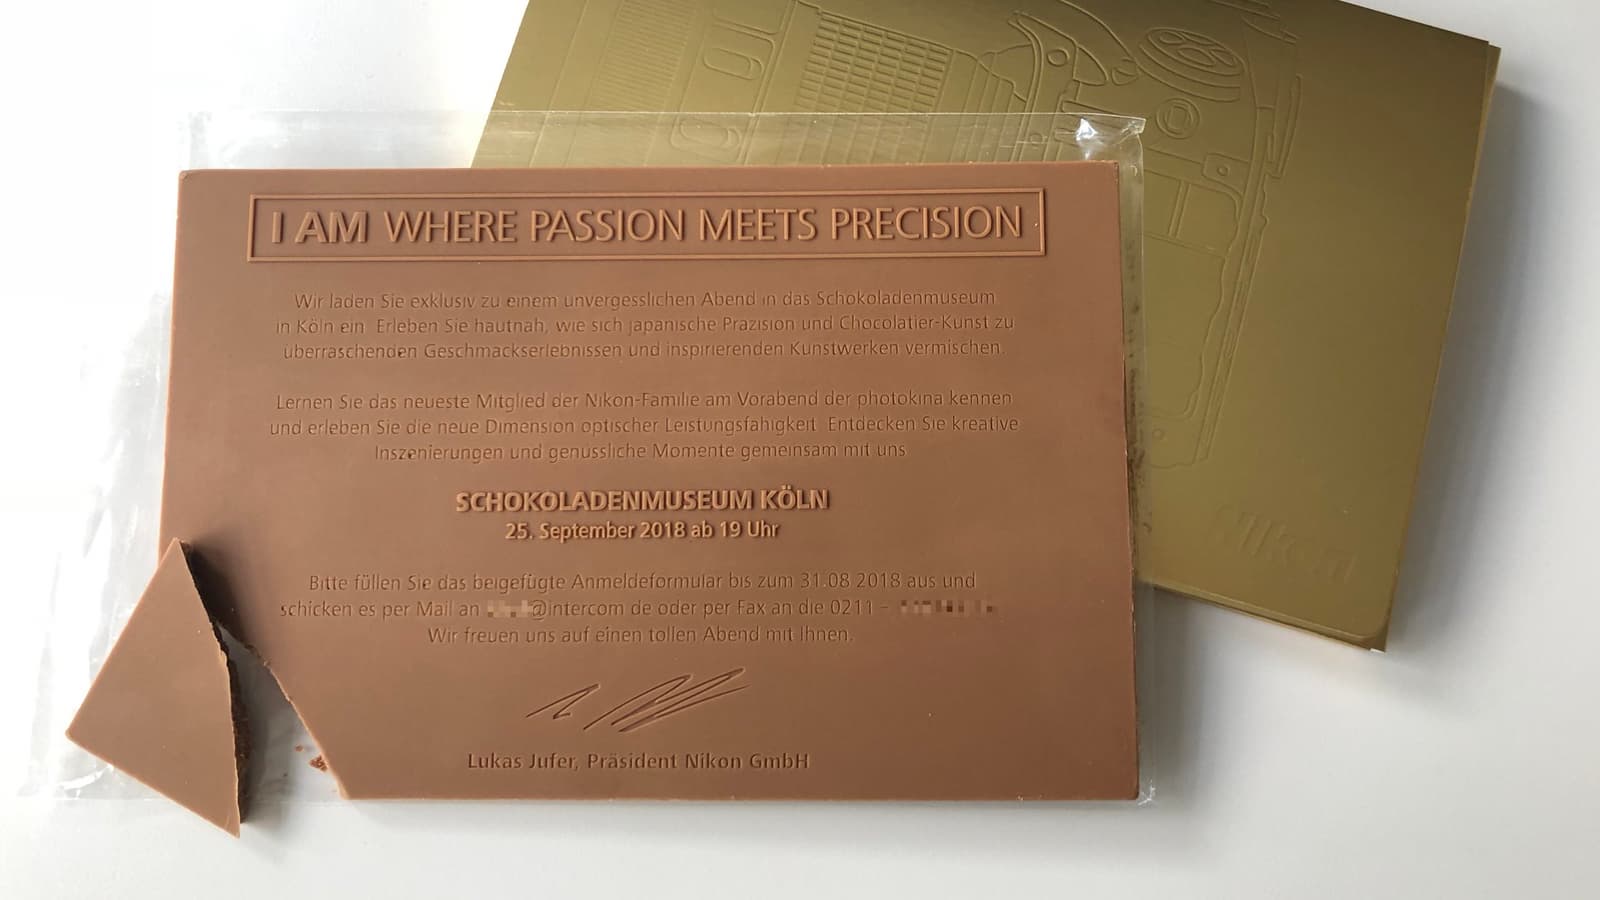 I AM WHERE PASSION MEETS PRECISION
Wir laden Sie exklusiv zu einem unvergesslichen Abend in das Schokoladenmuseum
in Köln ein. Erleben Sie hautnah, wie sich japanische Präzision und Chocolatier-Kunst zu
überraschenden Geschmackserlebnissen und inspirierenden Kunstwerken vermischen.
Lernen Sie das neueste Mitglied der Nikon-Familie am Vorabend der photokina kennen
und erleben Sie die neue Dimension optischer Leistungsfähigkeit. Entdecken Sie kreative
Inszenierungen und genussliche Momente gemeinsam mit uns
SCHOKOLADENMUSEUM KÖLN
25. September 2018 ab 19 Uhr
Bitte füllen Sie das beigefügte Anmeldeformular bis zum 31.08.2018 aus und
schicken es per Mail an @intercom.de oder per Fax an die 0211 –
Wir freuen uns auf einen tollen Abend mit Ihnen.
Lukas Jufer, Präsident Nikon GmbH
Nikon